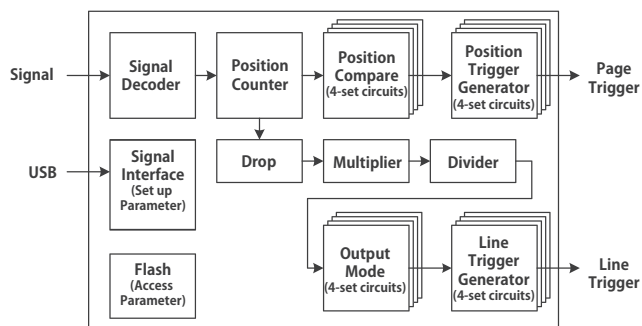 Signal
Signal
Decoder
Position
Counter
Position
Compare
(4-set circuits)
Position
Trigger
Generator
(4-set circuits)
Page
Trigger
USB
Signal
Interface
(Set up
Parameter)
Drop
Multiplier
Divider
Flash
(Access
Parameter)
Output
Mode
(4-set circuits)
Line
Trigger
Generator
(4-set circuits)
Line
Trigger